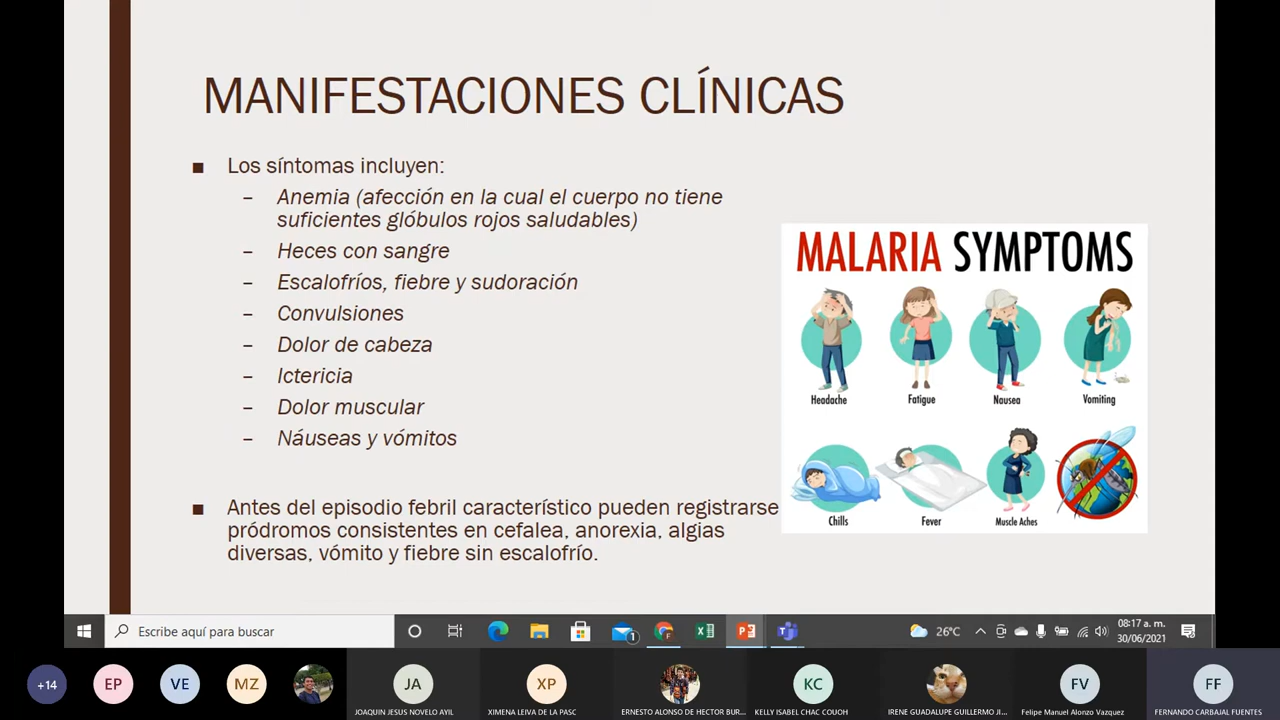 MANIFESTACIONES CLÍNICAS
■ Los síntomas incluyen:
– Anemia (afección en la cual el cuerpo no tiene
suficientes glóbulos rojos saludables)
– Heces con sangre
– Escalofríos, fiebre y sudoración
– Convulsiones
– Dolor de cabeza
– Ictericia
– Dolor muscular
– Náuseas y vómitos
■ Antes del episodio febril característico pueden registrarse
pródromos consistentes en cefalea, anorexia, algias
diversas, vómito y fiebre sin escalofrío.
MALARIA SYMPTOMS
Headache Fatigue Nausea Vomiting
Chills Fever Muscle Aches
Escribe aquí para buscar
1
26°C
08:17 a. m.
30/06/2021
+14 EP VE MZ JA XP KC FV FF
JOAQUIN JESUS NOVELO AYIL XIMENA LEIVA DE LA PASC ERNESTO ALONSO DE HECTOR BUR... KELLY ISABEL CHAC COUOH IRENE GUADALUPE GUILLERMO JI... Felipe Manuel Alonzo Vazquez FERNANDO CARBAJAL FUENTES